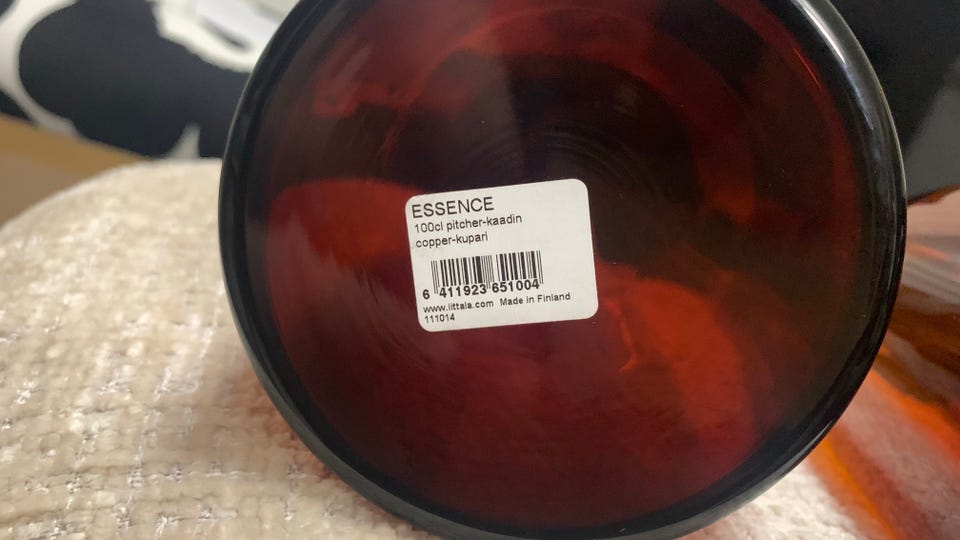 ESSENCE
100cl pitcher-kaadin
copper-kupari
6 411923 651004
www.iittala.com Made in Finland
111014